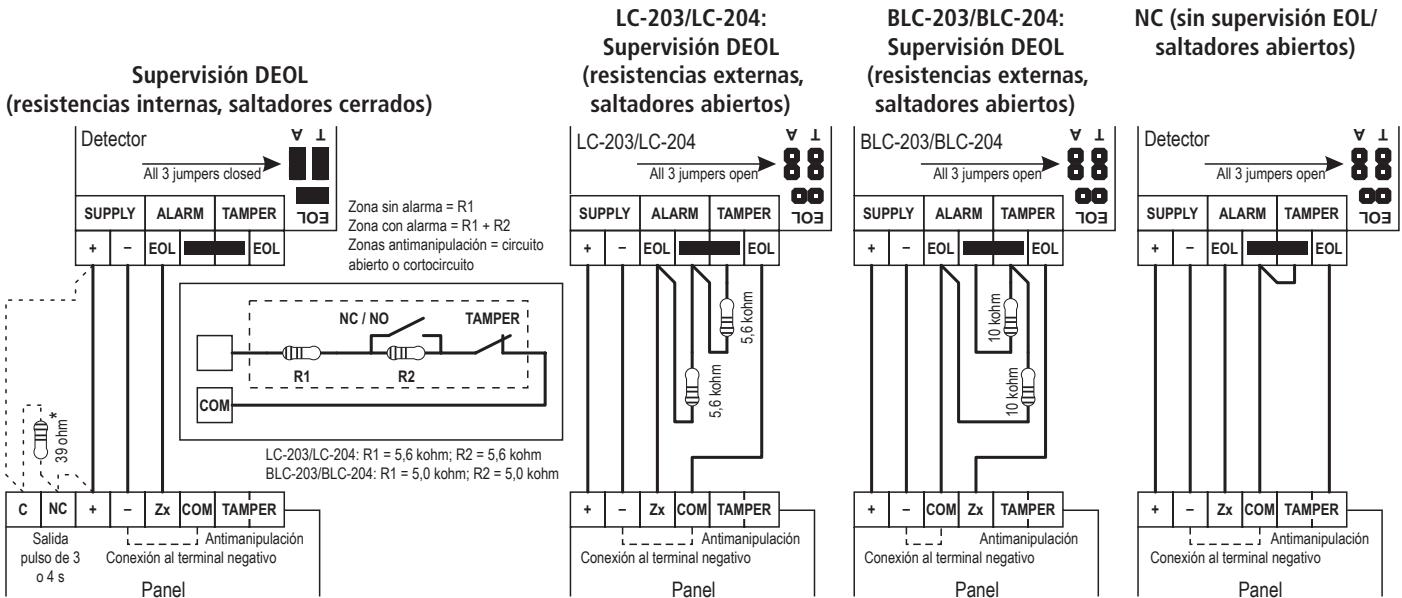 Supervisión DEOL
(resistencias internas, saltadores cerrados)
Detector
A T
All 3 jumpers closed
EOL
SUPPLY ALARM TAMPER
+ – EOL EOL
Zona sin alarma = R1
Zona con alarma = R1 + R2
Zonas antimanipulación = circuito
abierto o cortocircuito
NC / NO TAMPER
R1 R2
COM
LC-203/LC-204: R1 = 5,6 kohm; R2 = 5,6 kohm
BLC-203/BLC-204: R1 = 5,0 kohm; R2 = 5,0 kohm
39 ohm*
C NC + – Zx COM TAMPER
Salida
pulso de 3
o 4 s
Antimanipulación
Conexión al terminal negativo
Panel
LC-203/LC-204:
Supervisión DEOL
(resistencias externas,
saltadores abiertos)
LC-203/LC-204
A T
All 3 jumpers open
EOL
SUPPLY ALARM TAMPER
+ – EOL EOL
5,6 kohm
5,6 kohm
+ – Zx COM TAMPER
Antimanipulación
Conexión al terminal negativo
Panel
BLC-203/BLC-204:
Supervisión DEOL
(resistencias externas,
saltadores abiertos)
BLC-203/BLC-204
A T
All 3 jumpers open
EOL
SUPPLY ALARM TAMPER
+ – EOL EOL
10 kohm
10 kohm
+ – COM Zx TAMPER
Antimanipulación
Conexión al terminal negativo
Panel
NC (sin supervisión EOL/
saltadores abiertos)
Detector
A T
All 3 jumpers open
EOL
SUPPLY ALARM TAMPER
+ – EOL EOL
+ – Zx COM TAMPER
Antimanipulación
Conexión al terminal negativo
Panel